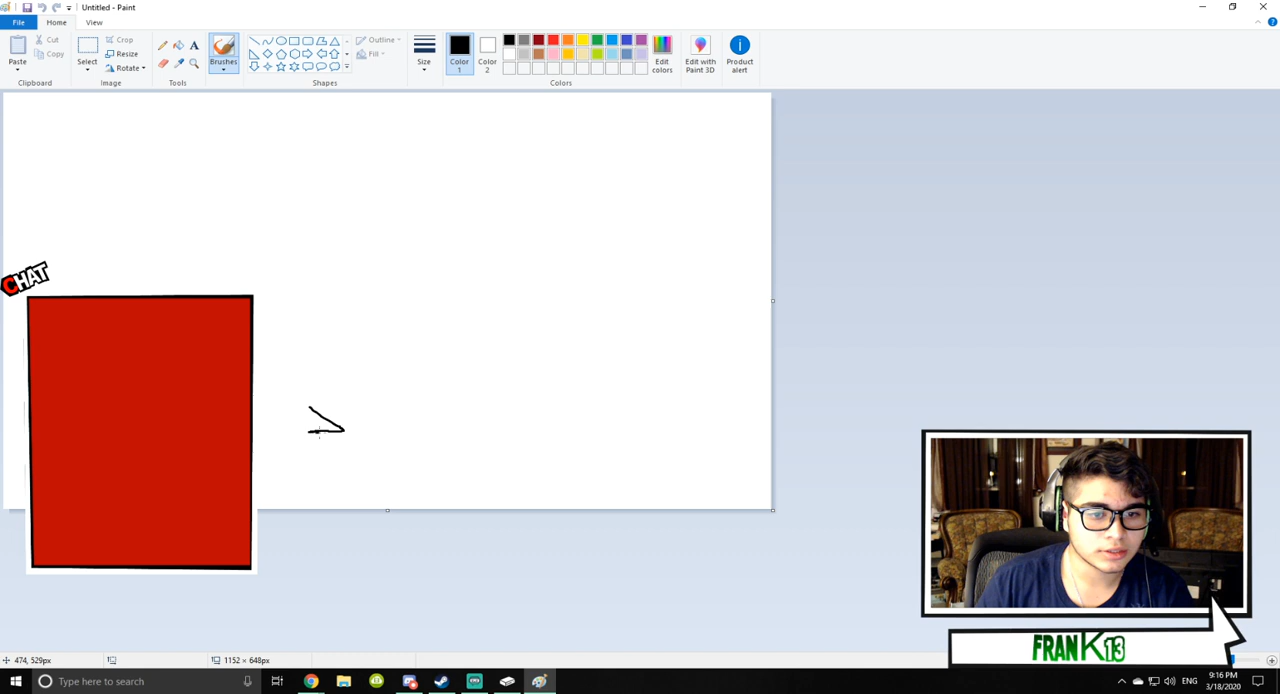 Untitled - Paint
File Home View
Paste
Cut
Copy
Clipboard
Select
Crop
Resize
Rotate
Image
Tools
Brushes
Shapes
Outline
Fill
Size
Color 1
Color 2
Edit colors
Colors
Edit with Paint 3D
Product alert
CHAT
FRANK13
474, 529px
1152 × 648px
Type here to search
ENG
9:16 PM
3/18/2020